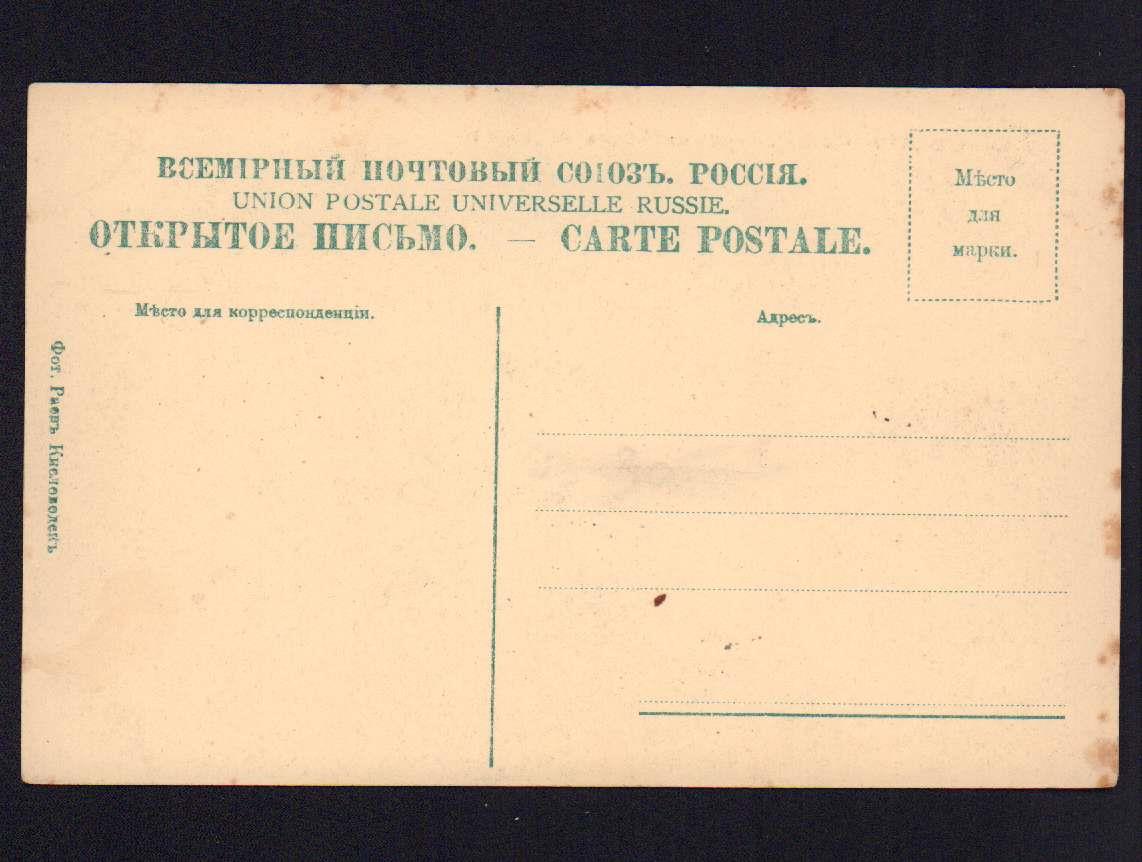 ВСЕМІРНЫЙ ПОЧТОВЫЙ СОЮЗЪ. РОССІЯ.
UNION POSTALE UNIVERSELLE RUSSIE.
ОТКРЫТОЕ ПИСЬМО. — CARTE POSTALE.
Мѣсто
для
марки.
Мѣсто для корреспонденціи.
Адресъ.
Фот. Раевъ Кисловодскъ